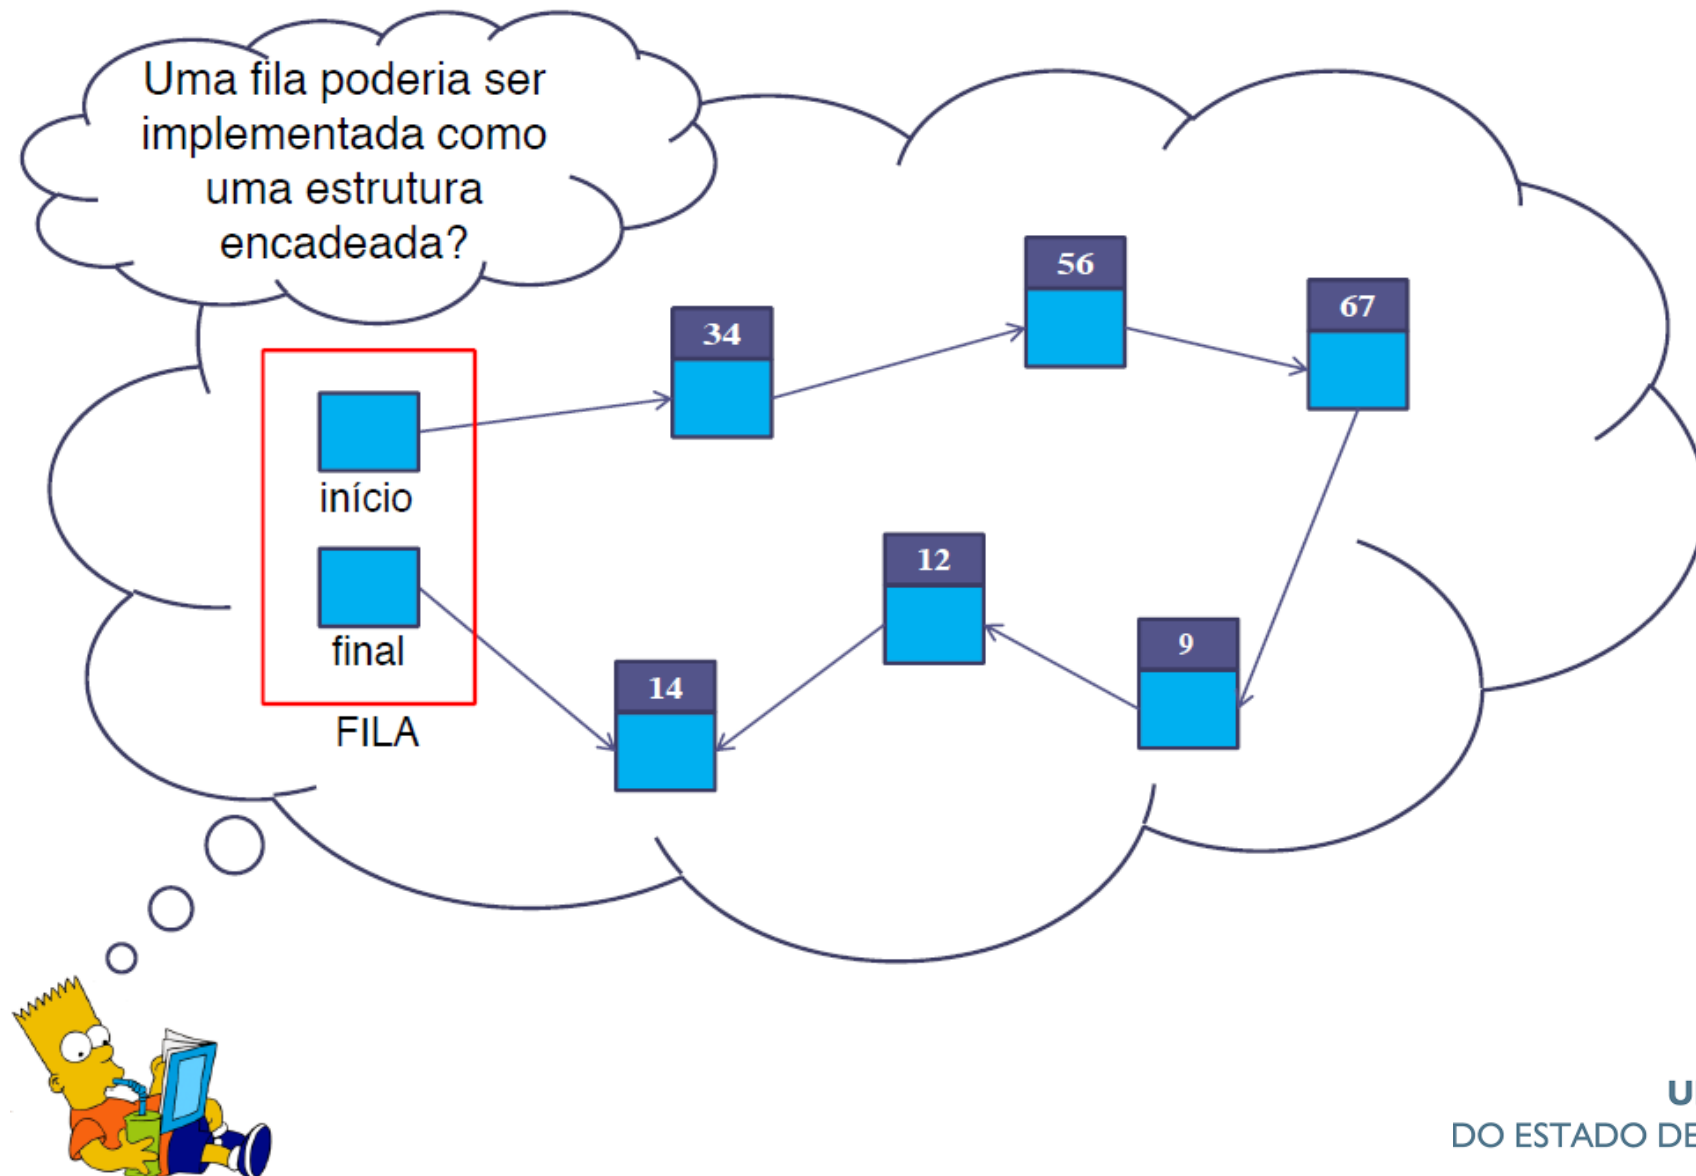 Uma fila poderia ser
implementada como
uma estrutura
encadeada?
56
67
34
início
12
final
9
14
FILA
DO ESTADO DE